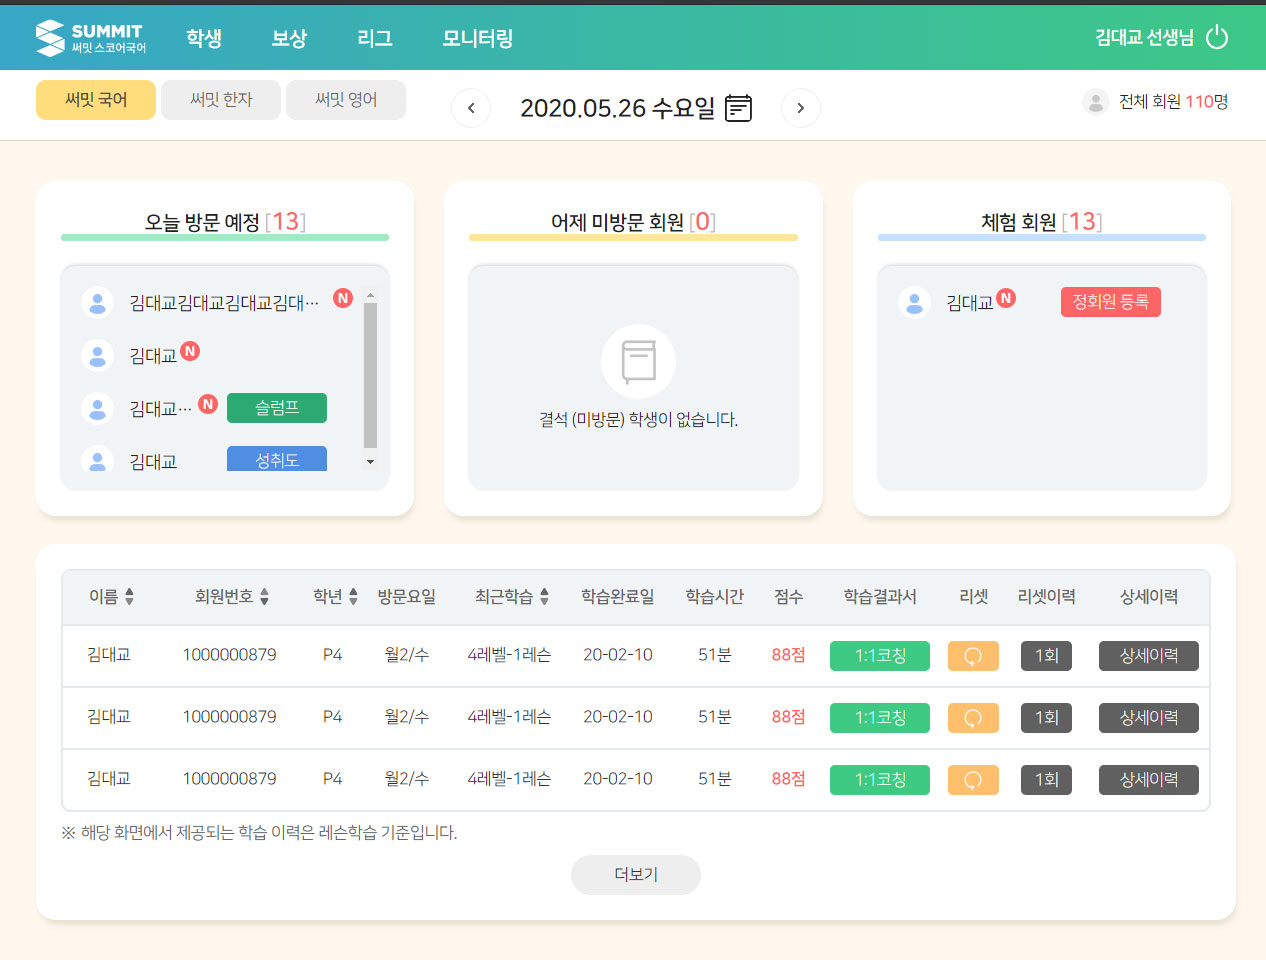 SUMMIT
써밋 스코어국어
학생 보상 리그 모니터링
김대교 선생님
써밋 국어 써밋 한자 써밋 영어
2020.05.26 수요일
전체 회원 110명
오늘 방문 예정 [13]
김대교김대교김대교김대… N
김대교 N
김대교… N 슬럼프
김대교 성취도
어제 미방문 회원 [0]
결석 (미방문) 학생이 없습니다.
체험 회원 [13]
김대교 N 정회원 등록
이름 회원번호 학년 방문요일 최근학습 학습완료일 학습시간 점수 학습결과서 리셋 리셋이력 상세이력
김대교 1000000879 P4 월2/수 4레벨-1레슨 20-02-10 51분 88점 1:1코칭 1회 상세이력
김대교 1000000879 P4 월2/수 4레벨-1레슨 20-02-10 51분 88점 1:1코칭 1회 상세이력
김대교 1000000879 P4 월2/수 4레벨-1레슨 20-02-10 51분 88점 1:1코칭 1회 상세이력
※ 해당 화면에서 제공되는 학습 이력은 레슨학습 기준입니다.
더보기